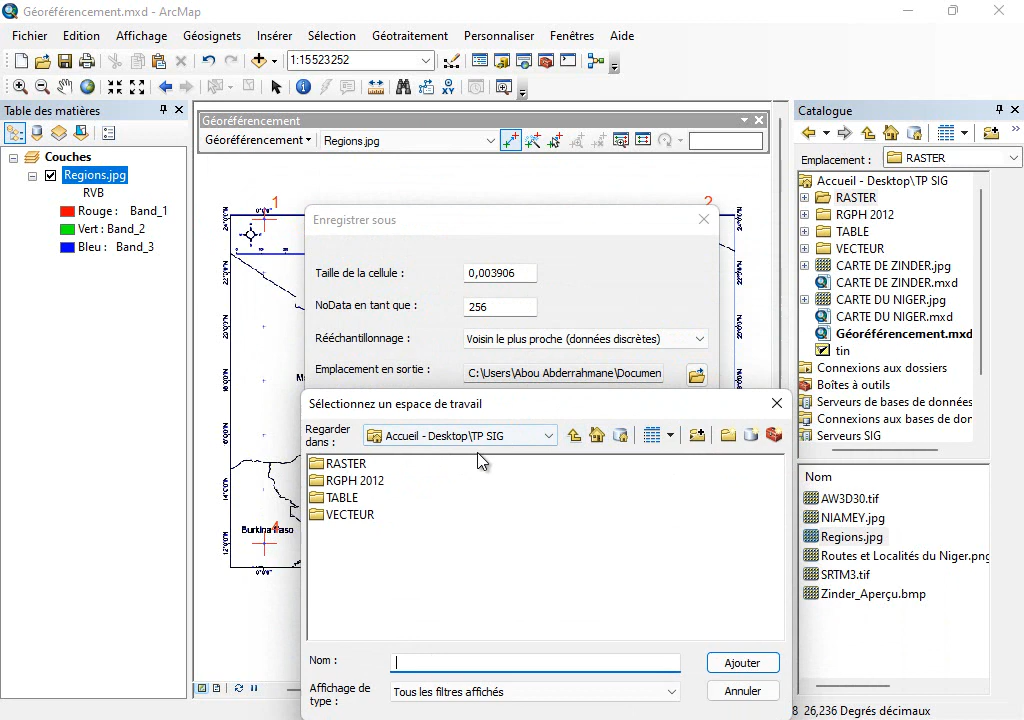 Géoréférencement.mxd - ArcMap
Fichier Edition Affichage Géosignets Insérer Sélection Géotraitement Personnaliser Fenêtres Aide
1:15523252
Table des matières
Couches
Regions.jpg
RVB
Rouge : Band_1
Vert : Band_2
Bleu : Band_3
Géoréférencement
Géoréférencement Regions.jpg
1
2
0°0'0"
4
Burkina Faso
0°0'0"
Enregistrer sous
Taille de la cellule : 0,003906
NoData en tant que : 256
Rééchantillonnage : Voisin le plus proche (données discrètes)
Emplacement en sortie : C:\Users\Abou Abderrahmane\Documen
Sélectionnez un espace de travail
Regarder dans : Accueil - Desktop\TP SIG
RASTER
RGPH 2012
TABLE
VECTEUR
Nom :
Ajouter
Affichage de type : Tous les filtres affichés
Annuler
Catalogue
Emplacement : RASTER
Accueil - Desktop\TP SIG
RASTER
RGPH 2012
TABLE
VECTEUR
CARTE DE ZINDER.jpg
CARTE DE ZINDER.mxd
CARTE DU NIGER.jpg
CARTE DU NIGER.mxd
Géoréférencement.mxd
tin
Connexions aux dossiers
Boîtes à outils
Serveurs de bases de données
Connexions aux bases de don
Serveurs SIG
Nom
AW3D30.tif
NIAMEY.jpg
Regions.jpg
Routes et Localités du Niger.png
SRTM3.tif
Zinder_Aperçu.bmp
8 26,236 Degrés décimaux